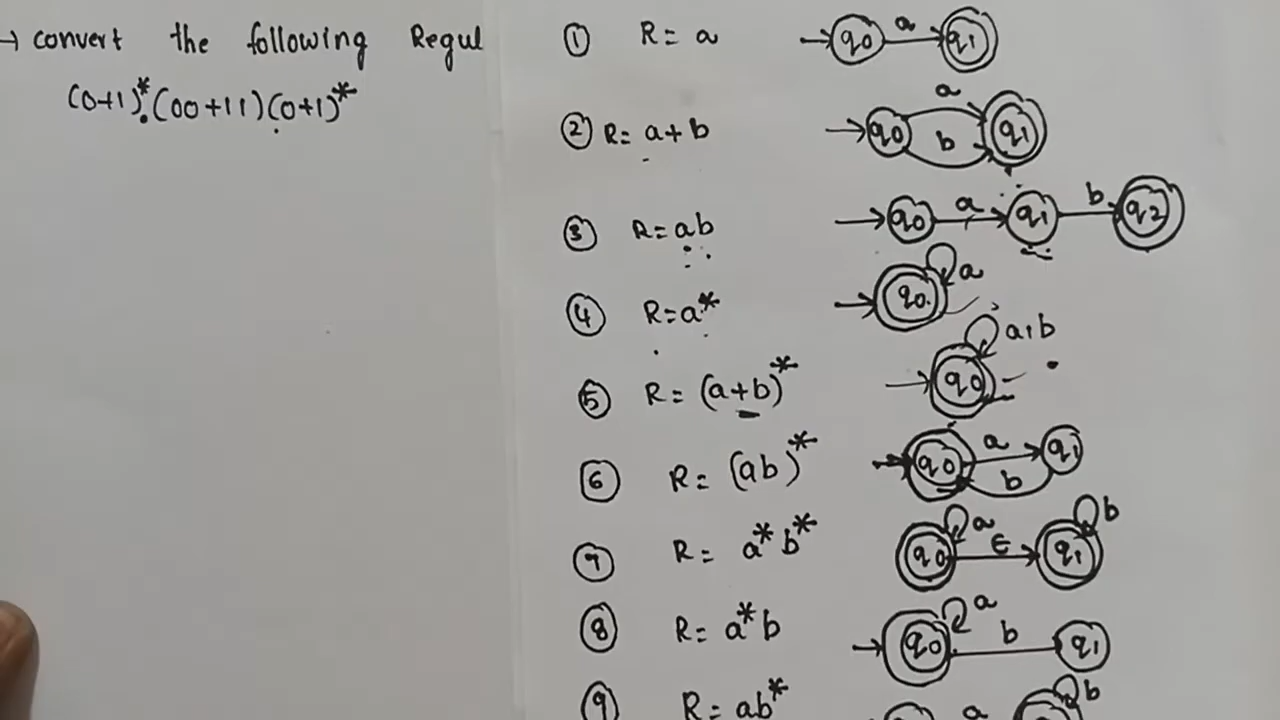 → convert the following Regul
(0+1)*.(00+11)(0+1)*
① R = a → q0 a q1
② R = a + b → q0 a b q1
③ R = ab → q0 a q1 b q2
④ R = a* → q0 a
⑤ R = (a+b)* → q0 a,b
⑥ R = (ab)* → q0 a q1 b
⑦ R = a* b* q0 a ε q1 b
⑧ R = a* b → q0 a b q1
⑨ R = ab* a b